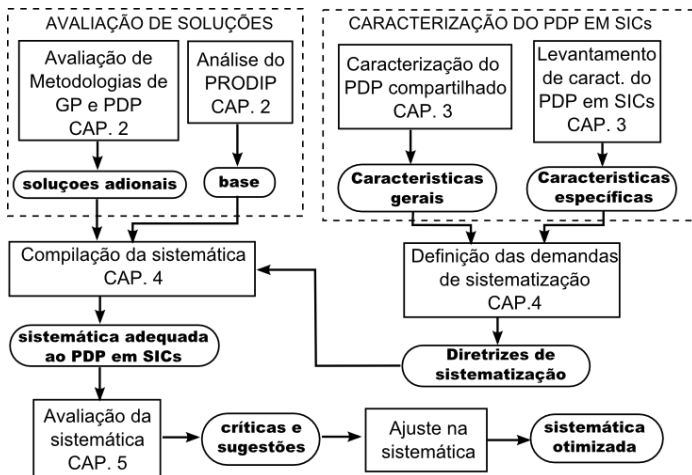 AVALIAÇÃO DE SOLUÇÕES
Avaliação de
Metodologias de
GP e PDP
CAP. 2
Análise do
PRODIP
CAP. 2
soluçoes adionais
base
CARACTERIZAÇÃO DO PDP EM SICs
Caracterização do
PDP compartilhado
CAP. 3
Levantamento
de caract. do
PDP em SICs
CAP. 3
Caracteristicas
gerais
Caracteristicas
específicas
Compilação da sistemática
CAP. 4
Definição das demandas
de sistematização
CAP.4
sistemática adequada
ao PDP em SICs
Diretrizes de
sistematização
Avaliação da
sistemática
CAP. 5
críticas e
sugestões
Ajuste na
sistemática
sistemática
otimizada